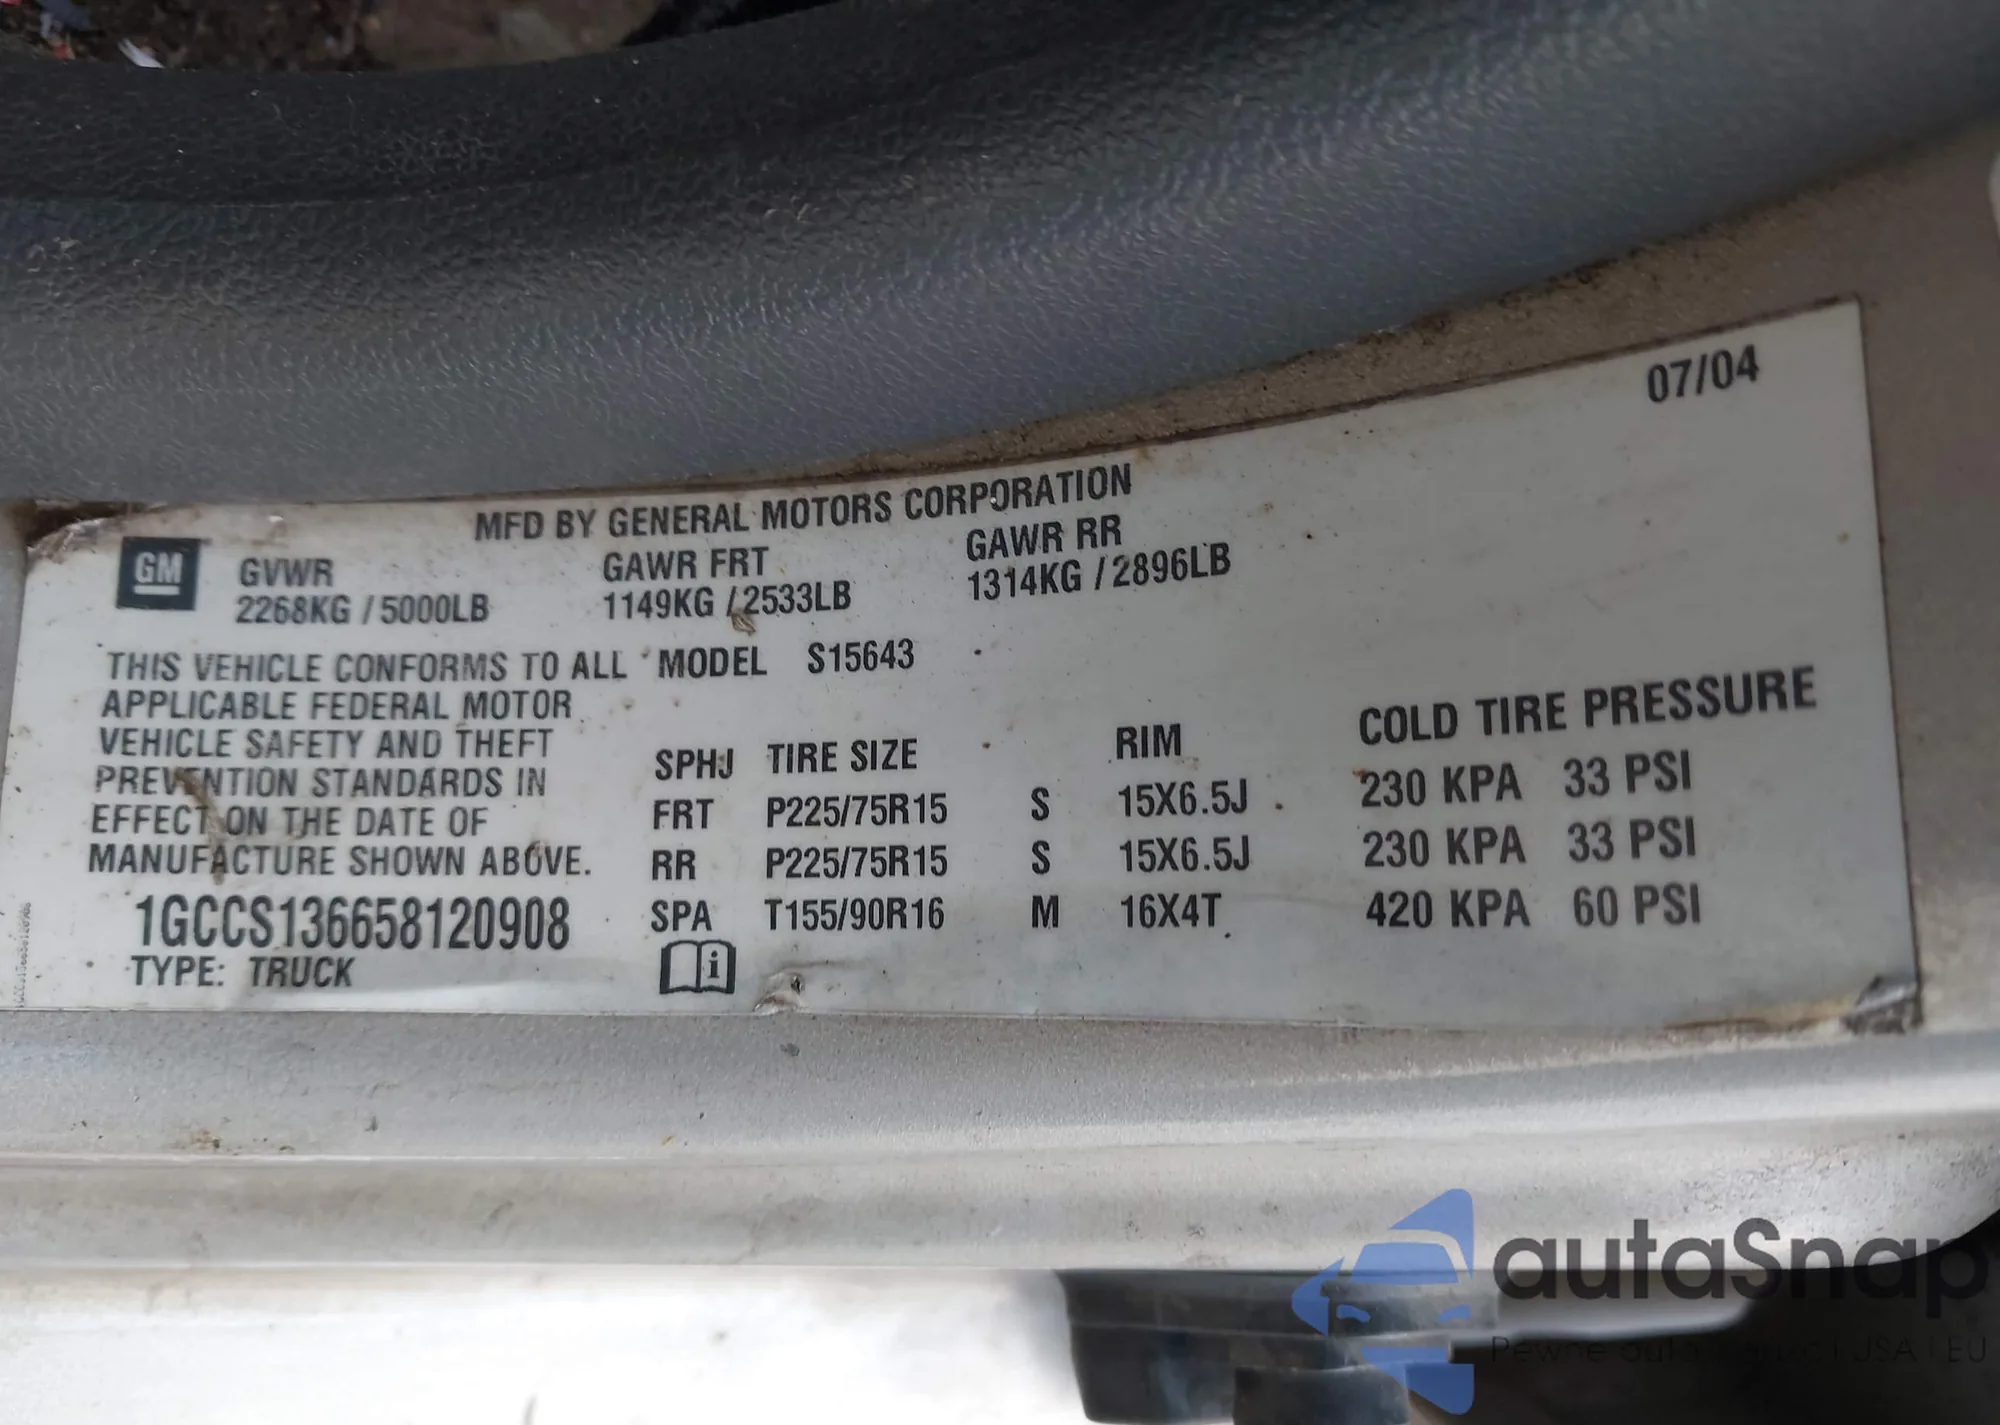 07/04
MFD BY GENERAL MOTORS CORPORATION
GM GVWR GAWR FRT GAWR RR
2268KG / 5000LB 1149KG / 2533LB 1314KG / 2896LB
THIS VEHICLE CONFORMS TO ALL MODEL S15643
APPLICABLE FEDERAL MOTOR
VEHICLE SAFETY AND THEFT
PREVENTION STANDARDS IN
EFFECT ON THE DATE OF
MANUFACTURE SHOWN ABOVE.
1GCCS136658120908
TYPE: TRUCK
SPHJ TIRE SIZE RIM COLD TIRE PRESSURE
FRT P225/75R15 S 15X6.5J 230 KPA 33 PSI
RR P225/75R15 S 15X6.5J 230 KPA 33 PSI
SPA T155/90R16 M 16X4T 420 KPA 60 PSI
i
autaSnap
Pewne auta USA i EU